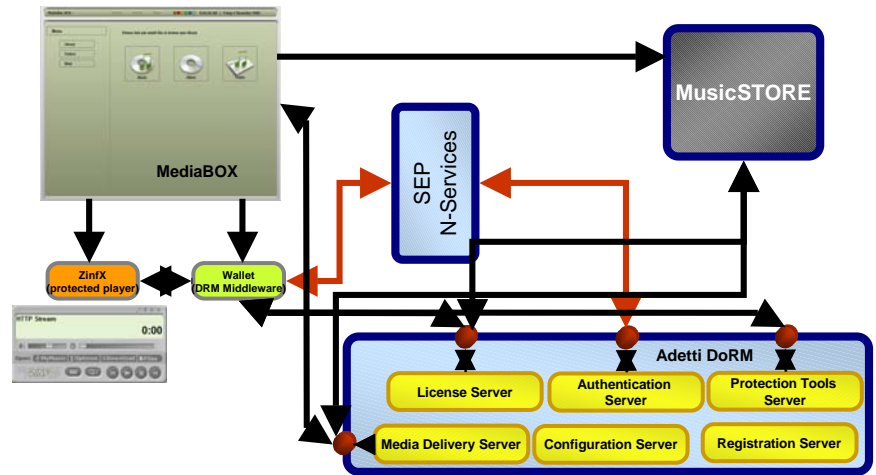 Menu
MediaBOX
MusicSTORE
SEP
N-Services
ZinfX
(protected player)
Wallet
(DRM Middleware)
HTTP Stream
0:00
Adetti DoRM
License Server
Authentication
Server
Protection Tools
Server
Media Delivery Server
Configuration Server
Registration Server